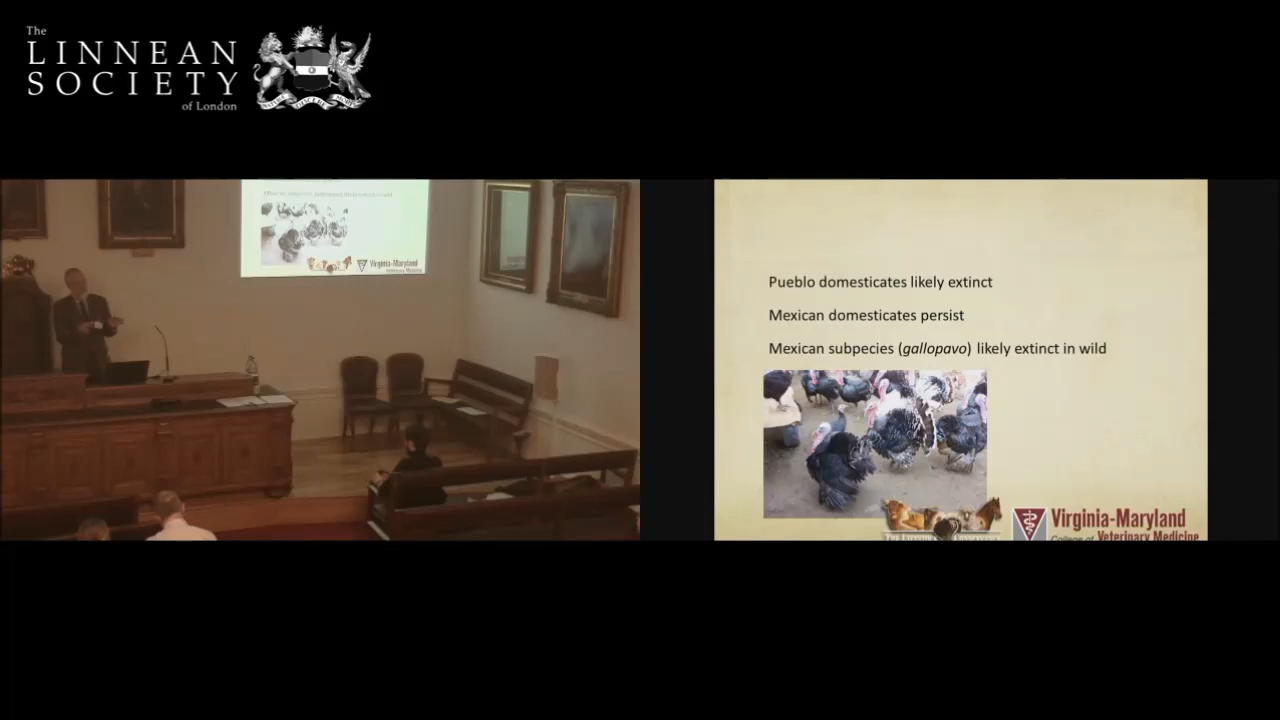 The
LINNEAN
SOCIETY
of London
Virginia-Maryland
Pueblo domesticates likely extinct
Mexican domesticates persist
Mexican subpecies (gallopavo) likely extinct in wild
Virginia-Maryland
College of Veterinary Medicine